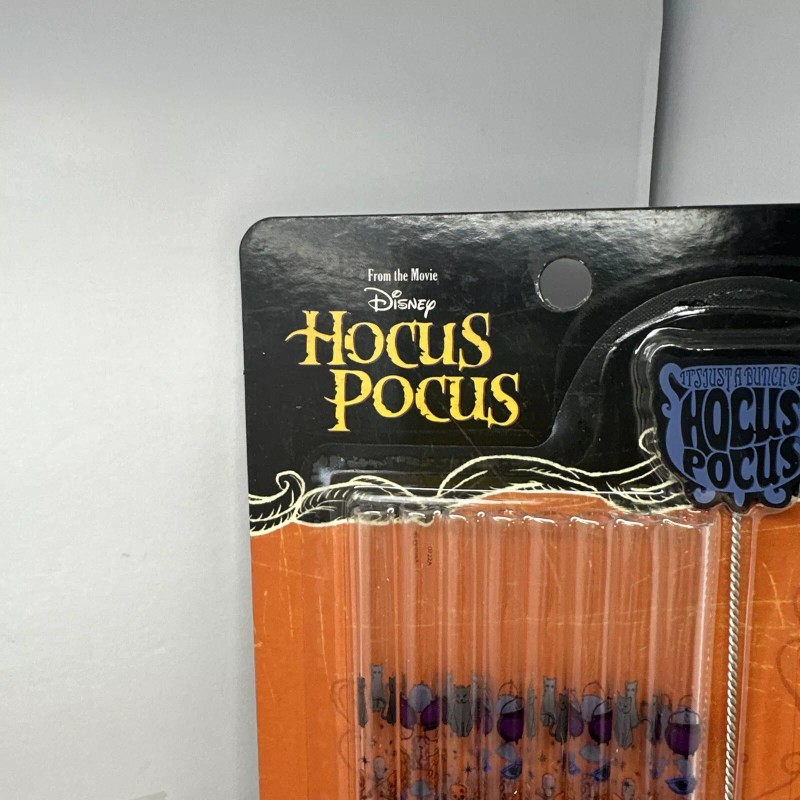 From the Movie
Disney
HOCUS
POCUS
IT'S JUST A BUNCH OF
HOCUS
POCUS